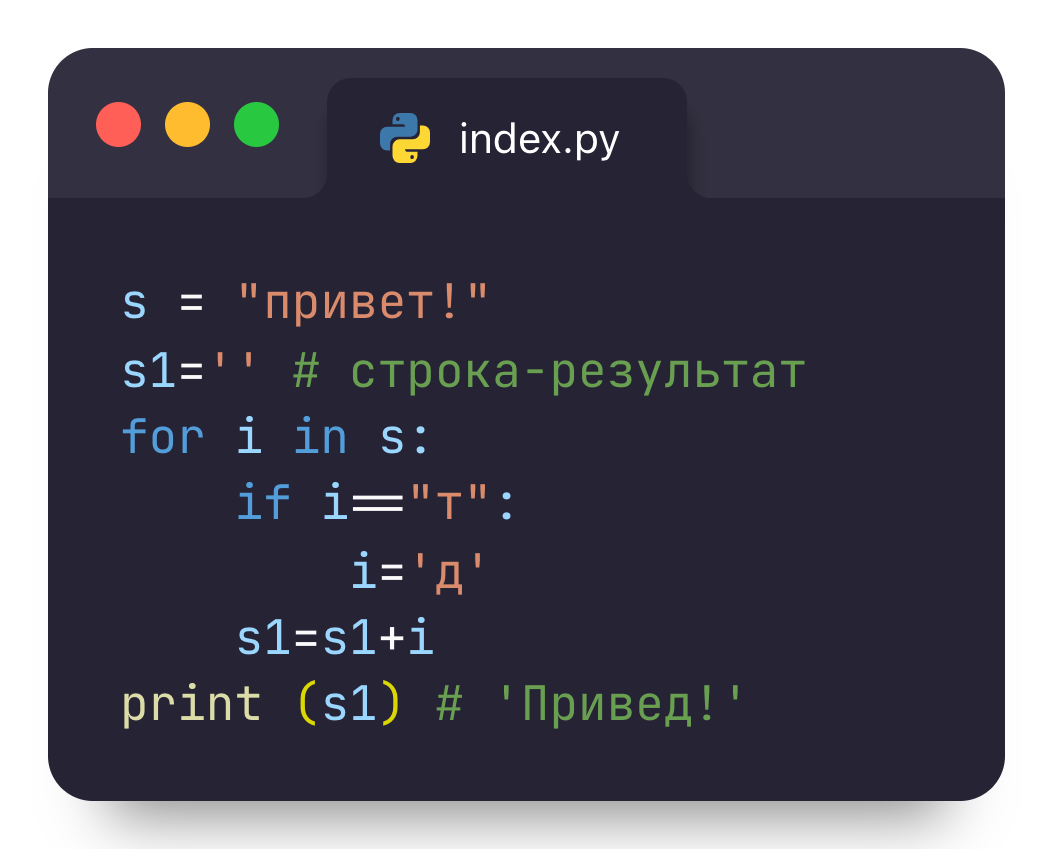 index.py
s = "привет!"
s1='' # строка-результат
for i in s:
    if i=="т":
        i='д'
    s1=s1+i
print (s1) # 'Привед!'